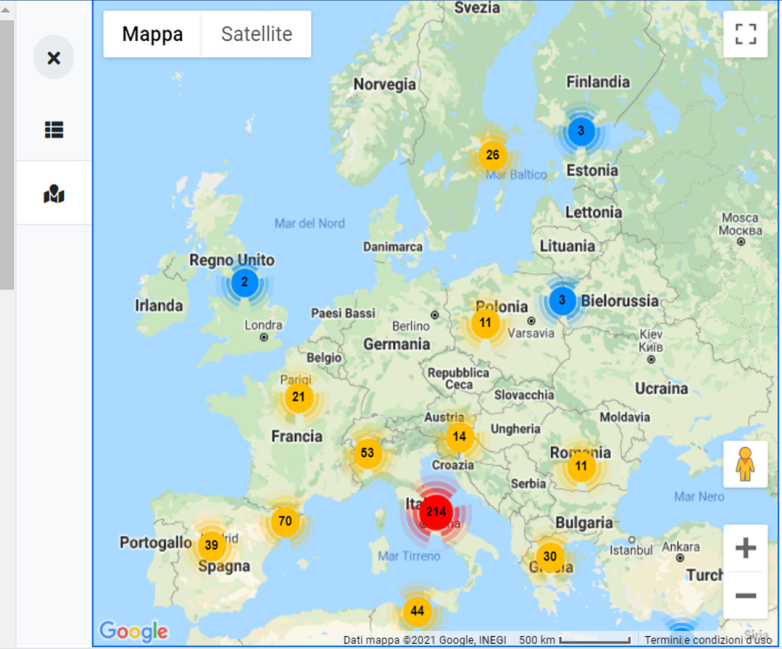 Svezia
Mappa
Satellite
Norvegia
Finlandia
3
26
Estonia
Mar Baltico
Lettonia
Mosca
Москва
Mar del Nord
Danimarca
Lituania
Regno Unito
2
3
Bielorussia
Irlanda
Polonia
Paesi Bassi
11
Londra
Berlino
Varsavia
Kiev
Київ
Germania
Belgio
Repubblica
Ceca
Parigi
21
Slovacchia
Ucraina
Austria
Moldavia
Francia
14
Ungheria
53
Croazia
Romania
11
Serbia
Mar Nero
Ita
214
70
Bulgaria
Portogallo
39
rid
Istanbul
Ankara
Mar Tirreno
30
Spagna
Grecia
Turch
44
Siria
Google
Dati mappa ©2021 Google, INEGI
500 km
Termini e condizioni d'uso